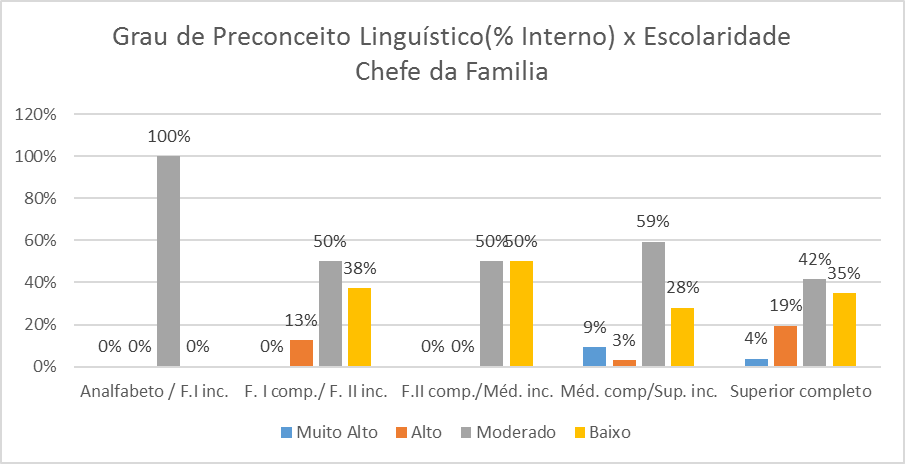 Grau de Preconceito Linguístico(% Interno) x Escolaridade
Chefe da Familia
120%
100%
80%
60%
40%
20%
0%
0% 0% 100% 0%
0% 13% 50% 38%
0% 0% 50% 50%
9% 3% 59% 28%
4% 19% 42% 35%
Analfabeto / F.I inc. F. I comp./ F. II inc. F.II comp./Méd. inc. Méd. comp/Sup. inc. Superior completo
Muito Alto Alto Moderado Baixo